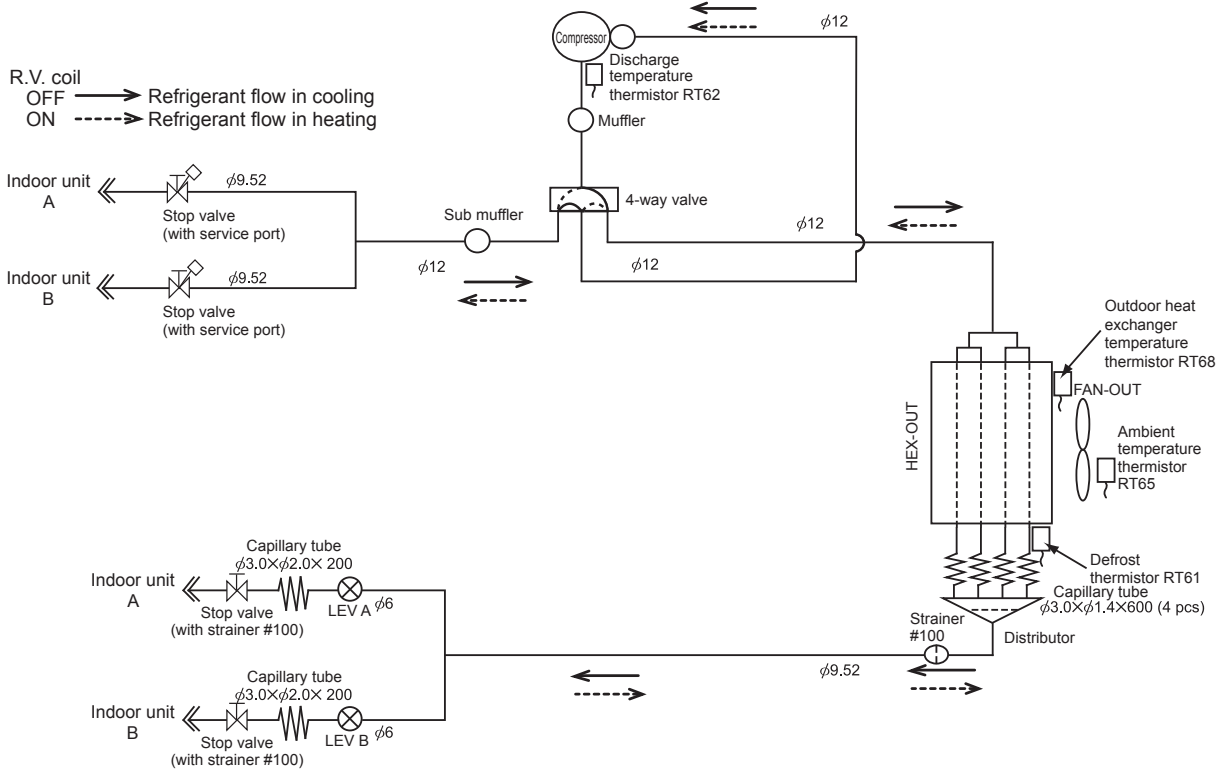 Compressor
ϕ12
Discharge
temperature
thermistor RT62
Muffler
R.V. coil
OFF Refrigerant flow in cooling
ON Refrigerant flow in heating
Indoor unit
A
ϕ9.52
Stop valve
(with service port)
Indoor unit
B
ϕ9.52
Stop valve
(with service port)
Sub muffler
ϕ12
4-way valve
ϕ12
ϕ12
Outdoor heat
exchanger
temperature
thermistor RT68
FAN-OUT
HEX-OUT
Ambient
temperature
thermistor
RT65
Defrost
thermistor RT61
Capillary tube
ϕ3.0×ϕ1.4×600 (4 pcs)
Distributor
Strainer
#100
ϕ9.52
Capillary tube
ϕ3.0×ϕ2.0× 200
Indoor unit
A
LEV A
ϕ6
Stop valve
(with strainer #100)
Capillary tube
ϕ3.0×ϕ2.0× 200
Indoor unit
B
LEV B
ϕ6
Stop valve
(with strainer #100)